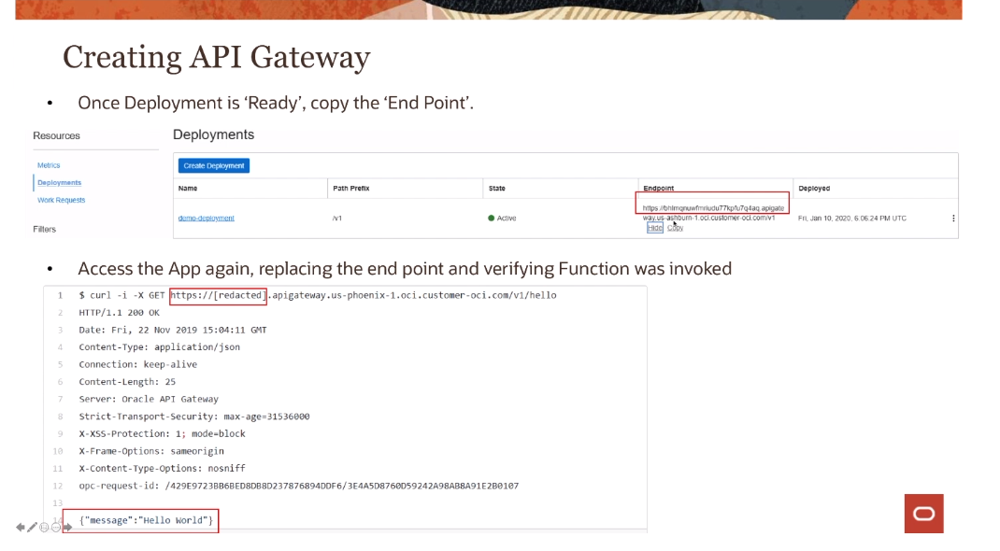 Creating API Gateway
• Once Deployment is ‘Ready’, copy the ‘End Point’.
Resources
Metrics
Deployments
Work Requests
Filters
Deployments
Create Deployment
Name Path Prefix State Endpoint Deployed
demo-deployment /v1 Active https://bhlmqnuwfmriudu77kpfu7q4aq.apigate
way.us-ashburn-1.oci.customer-oci.com/v1 Fri, Jan 10, 2020, 6:06:24 PM UTC
Hide Copy
• Access the App again, replacing the end point and verifying Function was invoked
1 $ curl -i -X GET https://[redacted].apigateway.us-phoenix-1.oci.customer-oci.com/v1/hello
2 HTTP/1.1 200 OK
3 Date: Fri, 22 Nov 2019 15:04:11 GMT
4 Content-Type: application/json
5 Connection: keep-alive
6 Content-Length: 25
7 Server: Oracle API Gateway
8 Strict-Transport-Security: max-age=31536000
9 X-XSS-Protection: 1; mode=block
10 X-Frame-Options: sameorigin
11 X-Content-Type-Options: nosniff
12 opc-request-id: /429E9723BB6BED8DB8D237876894DDF6/3E4A5D8760D59242A98AB8A91E2B0107
13
14 {"message":"Hello World"}